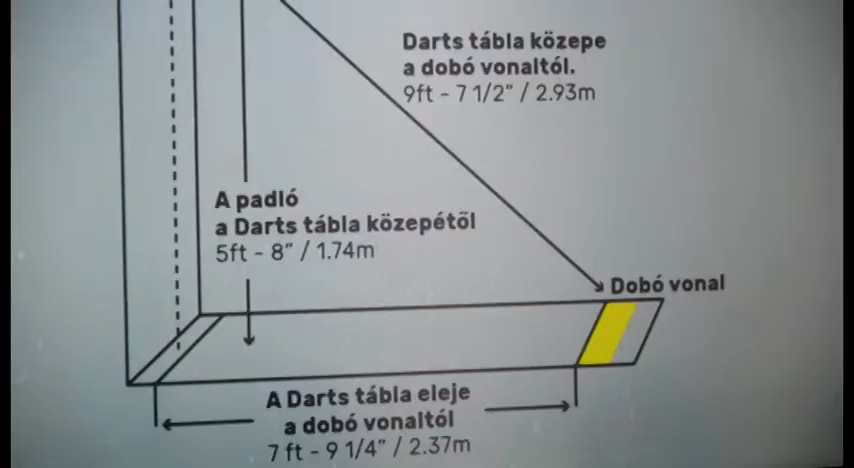 Darts tábla közepe
a dobó vonaltól.
9ft - 7 1/2" / 2.93m
A padló
a Darts tábla közepétől
5ft - 8" / 1.74m
Dobó vonal
A Darts tábla eleje
a dobó vonaltól
7 ft - 9 1/4" / 2.37m